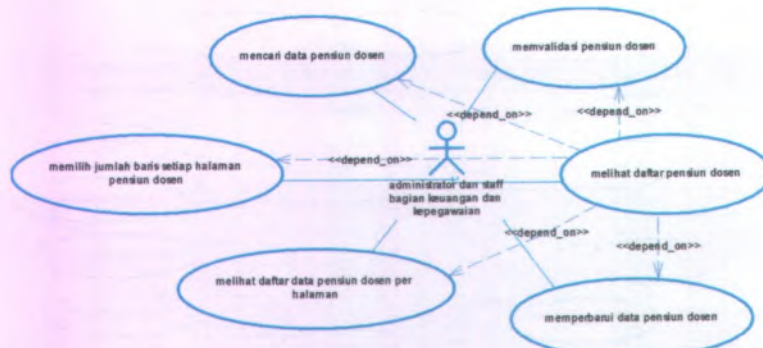 mencari data pensiun dosen
memvalidasi pensiun dosen
<<depend_on>>
<<depend_on>>
memilih jumlah baris setiap halaman
pensiun dosen
<<depend_on>>
melihat daftar pensiun dosen
administrator dan staff
bagian keuangan dan
kepegawaian
<<depend_on>>
<<depend_on>>
melihat daftar data pensiun dosen per
halaman
memperbarui data pensiun dosen